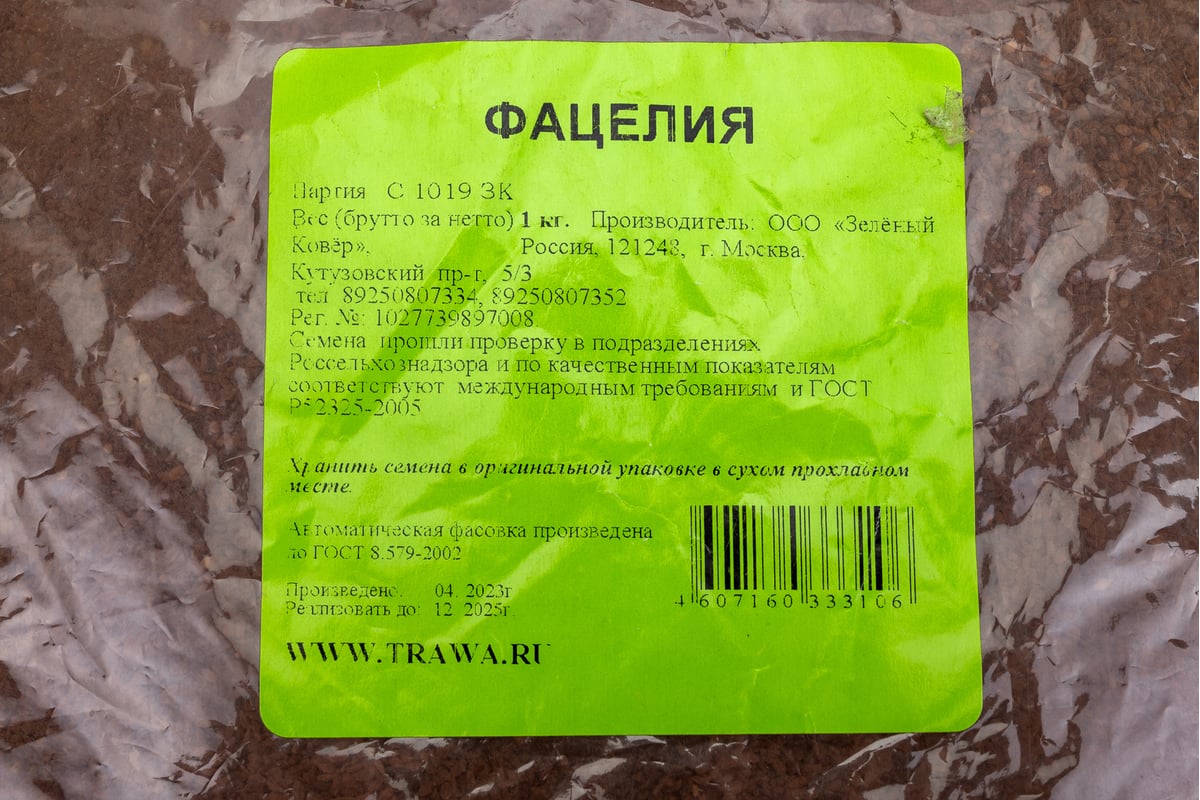 ФАЦЕЛИЯ
Партия С 1019 ЗК
Вес (брутто за нетто) 1 кг. Производитель: ООО «Зелёный
Ковёр», Россия, 121248, г. Москва,
Кутузовский пр-т, 5/3
тел 89250807334, 89250807352
Рег. №: 1027739897008
Семена прошли проверку в подразделениях
Россельхознадзора и по качественным показателям
соответствуют международным требованиям и ГОСТ
Р52325-2005
Хранить семена в оригинальной упаковке в сухом прохладном
месте.
Автоматическая фасовка произведена
по ГОСТ 8.579-2002
Произведено: 04. 2023г
Реализовать до: 12 2025г.
4 607160 333106
WWW.TRAWA.RU